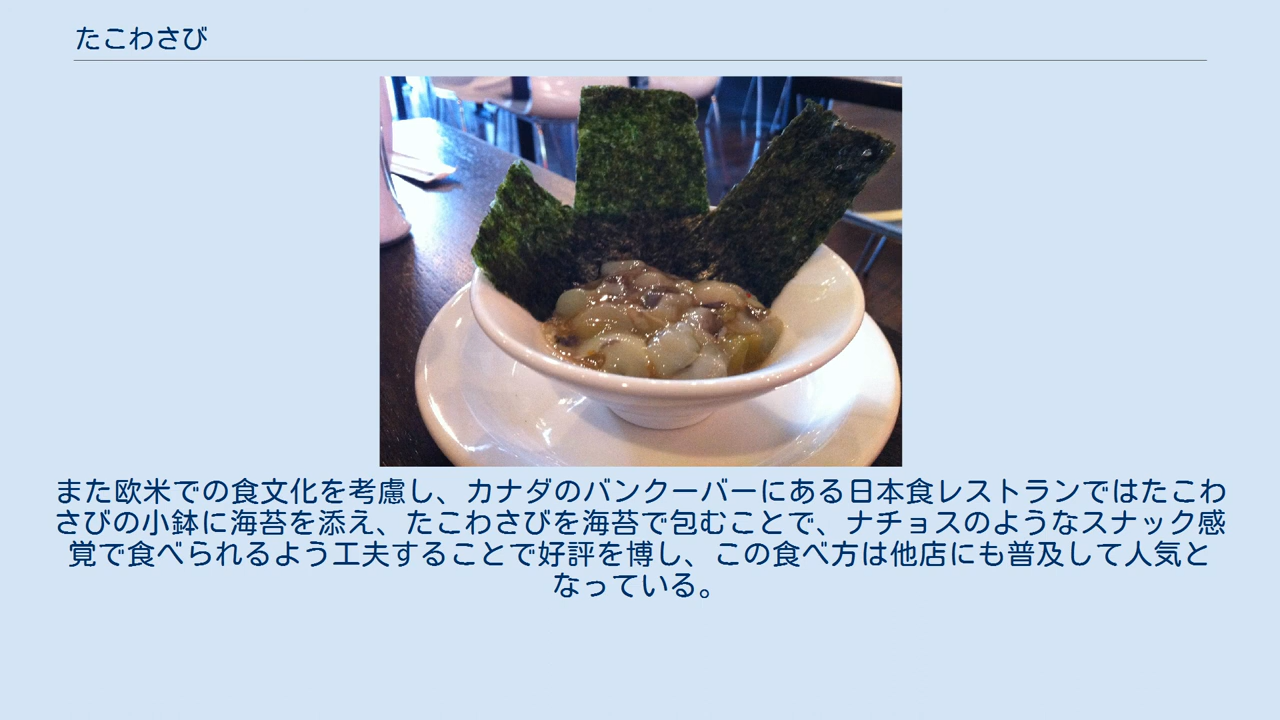 たこわさび
また欧米での食文化を考慮し、カナダのバンクーバーにある日本食レストランではたこわ
さびの小鉢に海苔を添え、たこわさびを海苔で包むことで、ナチョスのようなスナック感
覚で食べられるよう工夫することで好評を博し、この食べ方は他店にも普及して人気と
なっている。